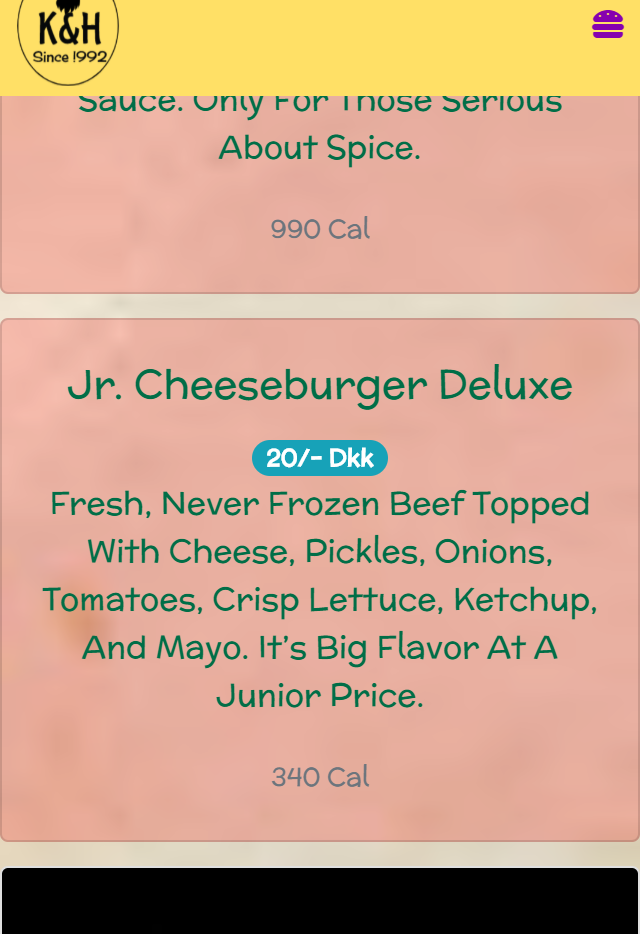 K&H
Since !992
Sauce. Only For Those Serious
About Spice.
990 Cal
Jr. Cheeseburger Deluxe
20/- Dkk
Fresh, Never Frozen Beef Topped
With Cheese, Pickles, Onions,
Tomatoes, Crisp Lettuce, Ketchup,
And Mayo. It’s Big Flavor At A
Junior Price.
340 Cal